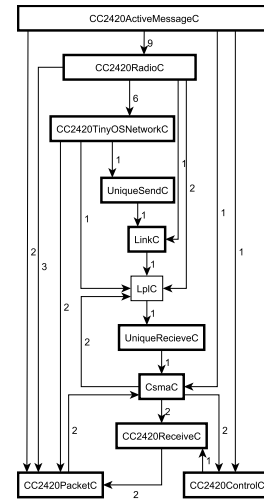 CC2420ActiveMessageC
9
CC2420RadioC
6
CC2420TinyOSNetworkC
1
1
2
UniqueSendC
1
1
1
2
3
LinkC
1
1
LplC
2
1
2
UniqueRecieveC
1
CsmaC
2
2
2
CC2420ReceiveC
1
2
CC2420PacketC
CC2420ControlC